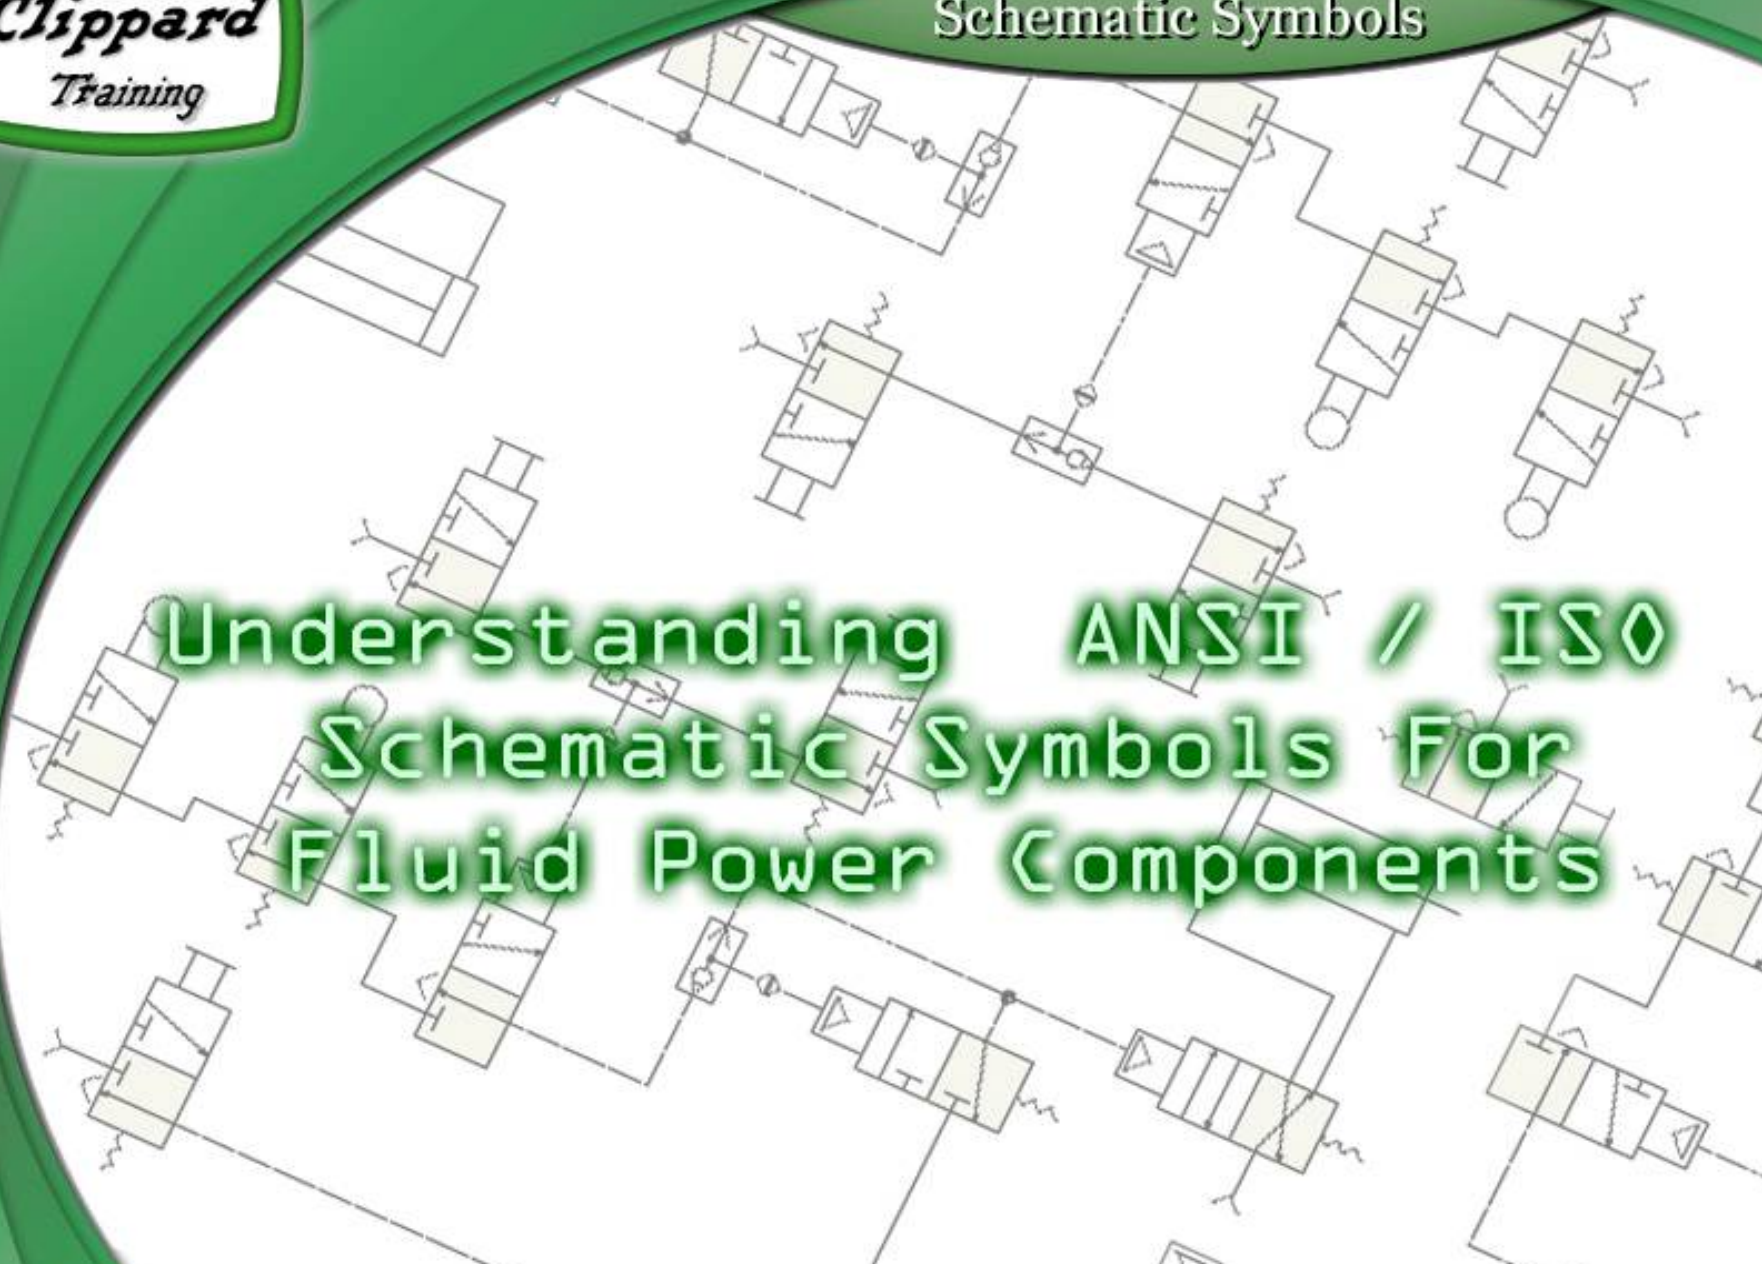 Clippard
Training
Schematic Symbols
Understanding ANSI / ISO
Schematic Symbols For
Fluid Power Components